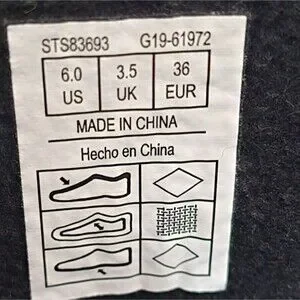 STS83693 G19-61972
6.0 3.5 36
US UK EUR
MADE IN CHINA
Hecho en China